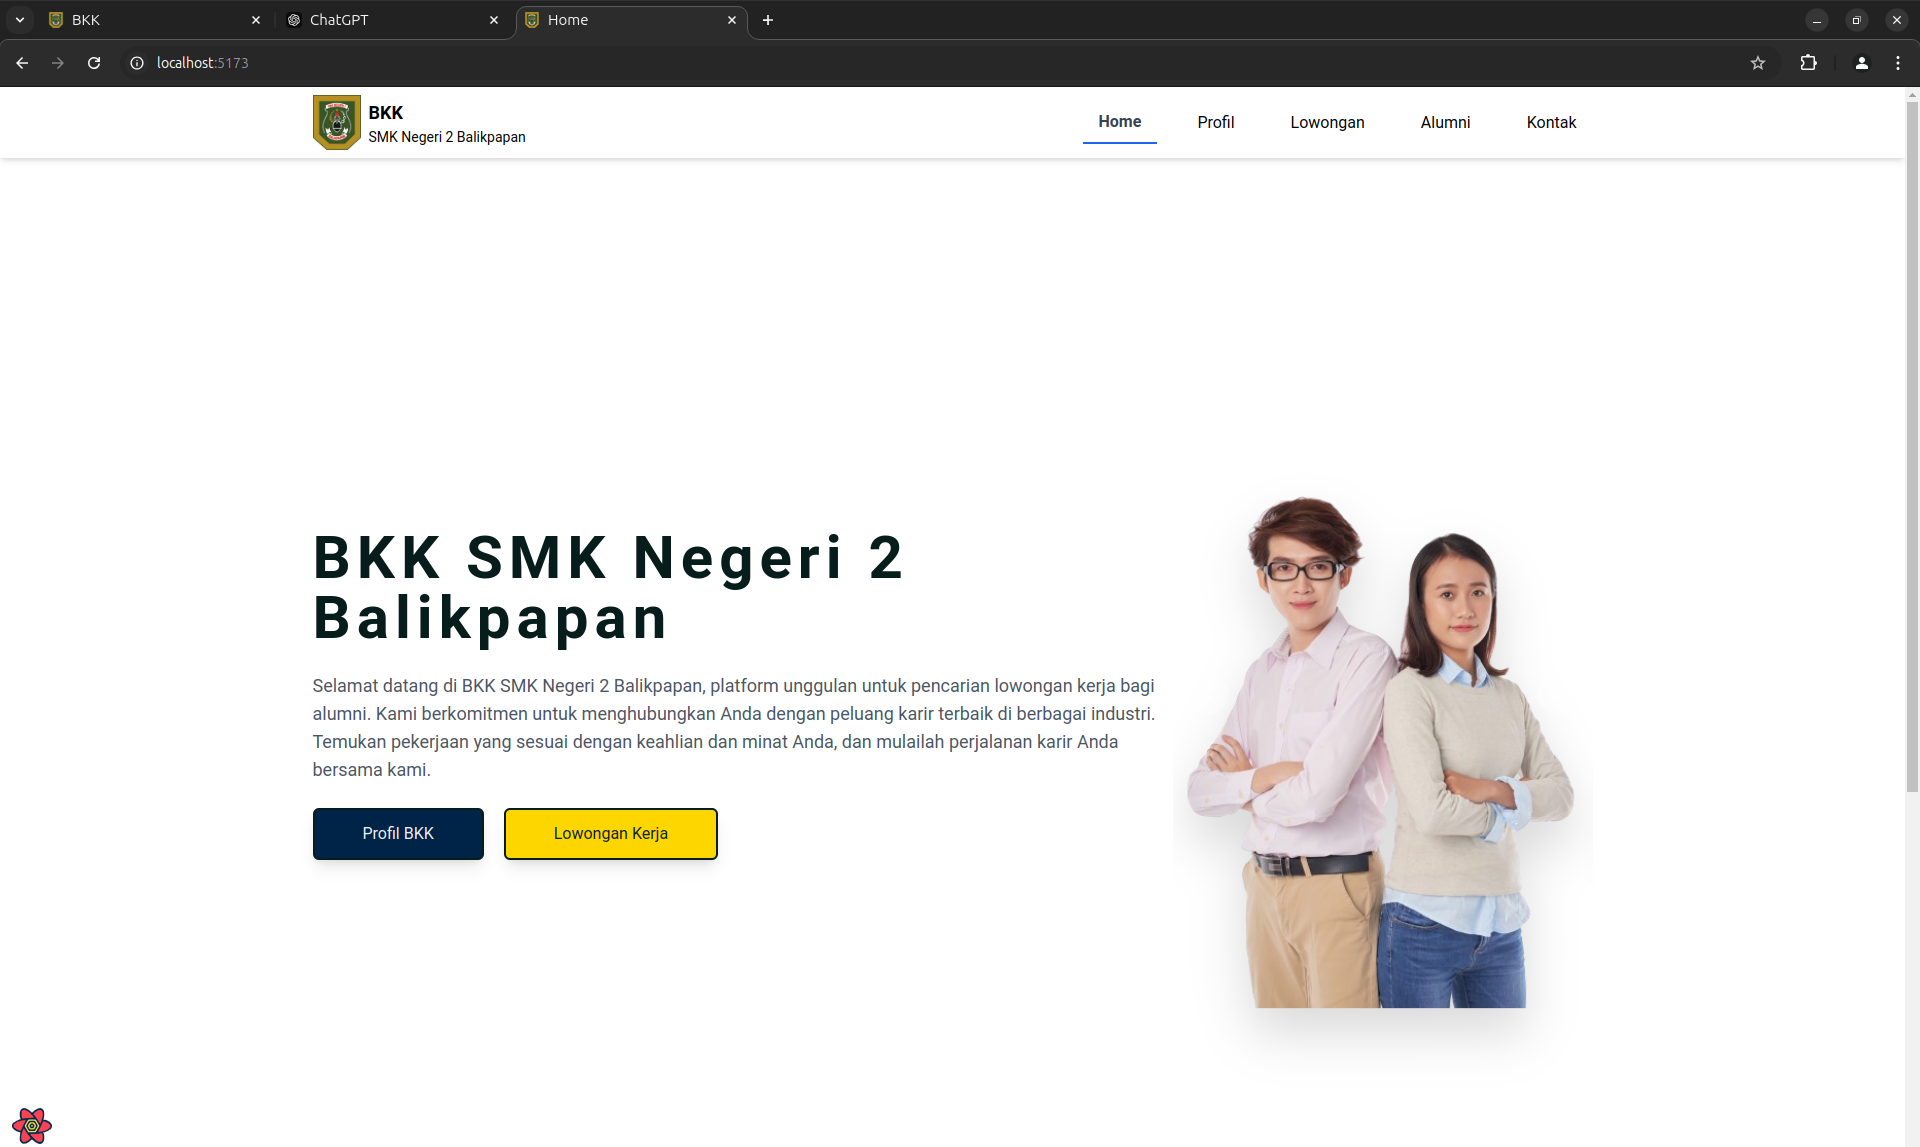 BKK
ChatGPT
Home
localhost:5173
BKK
SMK Negeri 2 Balikpapan
Home
Profil
Lowongan
Alumni
Kontak
BKK SMK Negeri 2
Balikpapan
Selamat datang di BKK SMK Negeri 2 Balikpapan, platform unggulan untuk pencarian lowongan kerja bagi
alumni. Kami berkomitmen untuk menghubungkan Anda dengan peluang karir terbaik di berbagai industri.
Temukan pekerjaan yang sesuai dengan keahlian dan minat Anda, dan mulailah perjalanan karir Anda
bersama kami.
Profil BKK
Lowongan Kerja